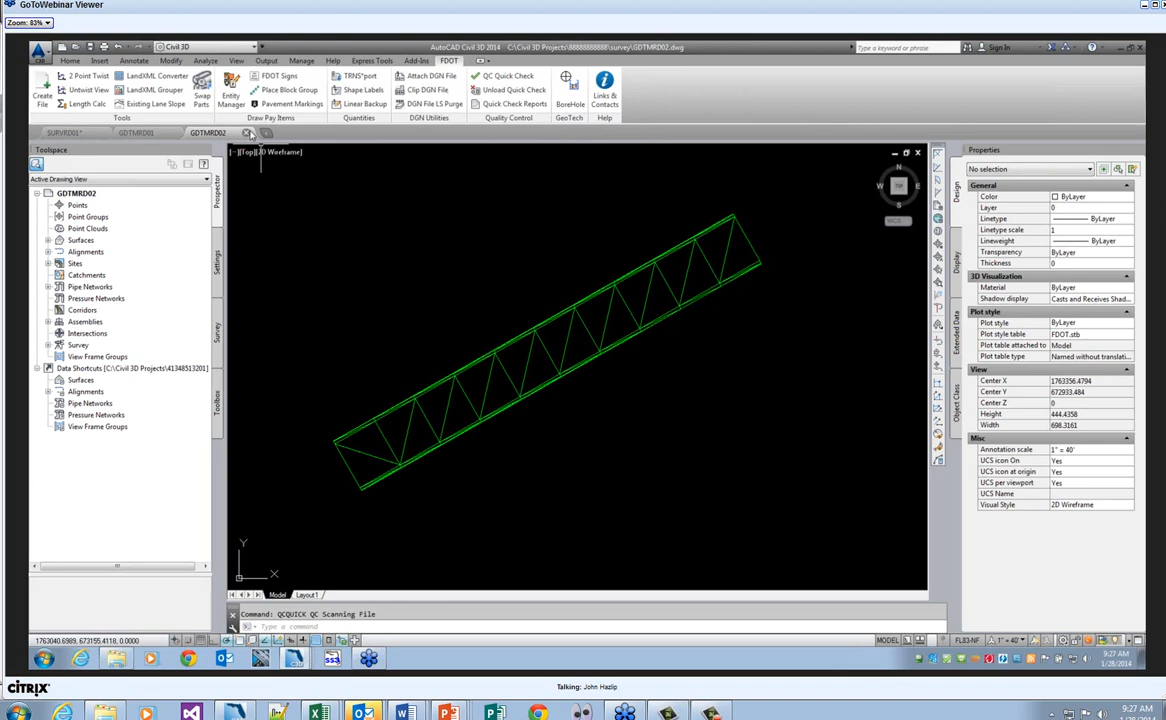 GoToWebinar Viewer
Zoom: 83%
Civil 3D
AutoCAD Civil 3D 2014 C:\Civil 3D Projects\88888888888\survey\GDTMRD02.dwg
Type a keyword or phrase
Sign In
Home Insert Annotate Modify Analyze View Output Manage Help Express Tools Add-Ins FDOT
2 Point Twist LandXML Converter FDOT Signs TRNS*port Attach DGN File QC Quick Check
Create File Untwist View LandXML Grouper Swap Parts Entity Manager Place Block Group Shape Labels Clip DGN File Unload Quick Check BoreHole Links & Contacts
Length Calc Existing Lane Slope Pavement Markings Linear Backup DGN File LS Purge Quick Check Reports
Tools Draw Pay Items Quantities DGN Utilities Quality Control GeoTech Help
SURVRD01* GDTMRD01 GDTMRD02
Toolspace
Active Drawing View
GDTMRD02
Points
Point Groups
Point Clouds
Surfaces
Alignments
Sites
Catchments
Pipe Networks
Pressure Networks
Corridors
Assemblies
Intersections
Survey
View Frame Groups
Data Shortcuts [C:\Civil 3D Projects\41348513201]
Surfaces
Alignments
Pipe Networks
Pressure Networks
View Frame Groups
Prospector
Settings
Survey
Toolbox
[−][Top][2D Wireframe]
N
W TOP E
S
WCS
Y
X
Model Layout1
Command: QCQUICK QC Scanning File
Type a command
Design
Display
Extended Data
Object Class
Properties
No selection
General
Color ByLayer
Layer 0
Linetype ByLayer
Linetype scale 1
Lineweight ByLayer
Transparency ByLayer
Thickness 0
3D Visualization
Material ByLayer
Shadow display Casts and Receives Shad...
Plot style
Plot style ByLayer
Plot style table FDOT.stb
Plot table attached to Model
Plot table type Named without translati...
View
Center X 1763356.4794
Center Y 672933.484
Center Z 0
Height 444.4358
Width 698.3161
Misc
Annotation scale 1" = 40'
UCS icon On Yes
UCS icon at origin Yes
UCS per viewport Yes
UCS Name
Visual Style 2D Wireframe
1763040.6989, 673155.4118, 0.0000
MODEL FL83-NF 1" = 40'
9:27 AM
1/28/2014
CITRIX
Talking: John Hazlip
9:27 AM